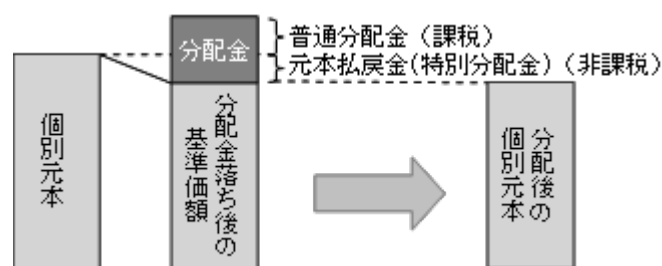 分配金
普通分配金（課税）
元本払戻金(特別分配金)（非課税）
個別元本
分配金落ち後の
基準価額
分配後の
個別元本